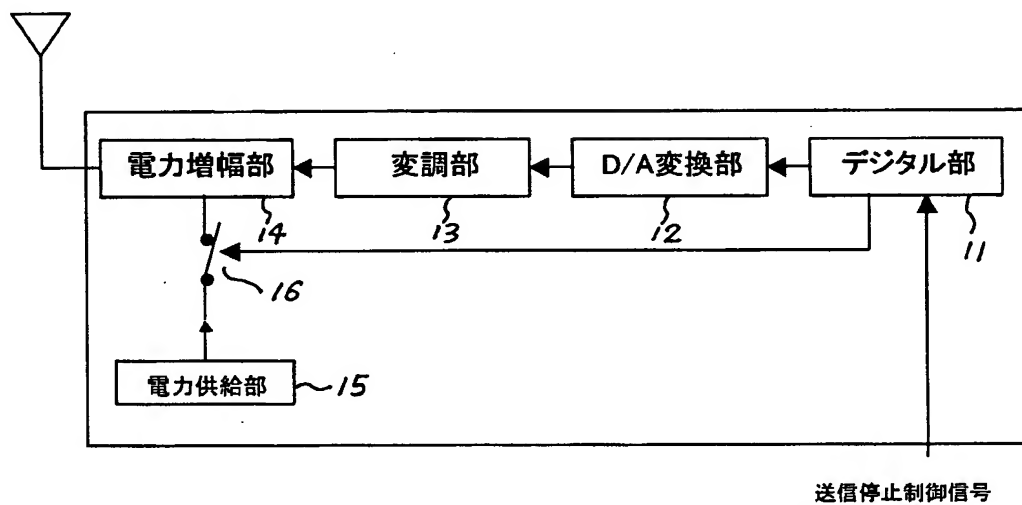 電力増幅部
変調部
D/A変換部
デジタル部
14
13
12
11
16
電力供給部
15
送信停止制御信号